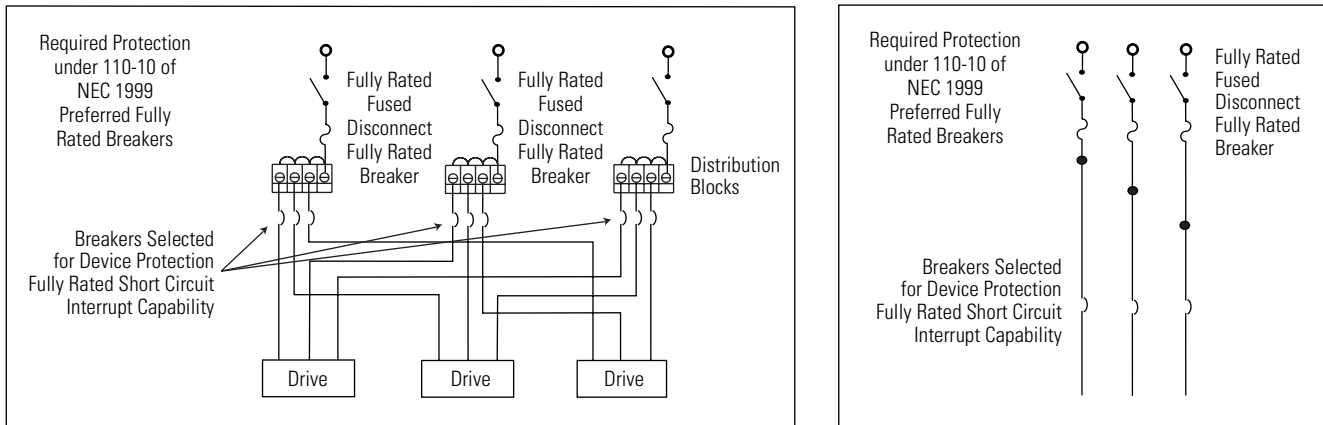 Required Protection
under 110-10 of
NEC 1999
Preferred Fully
Rated Breakers
Fully Rated
Fused
Disconnect
Fully Rated
Breaker
Fully Rated
Fused
Disconnect
Fully Rated
Breaker
Distribution
Blocks
Breakers Selected
for Device Protection
Fully Rated Short Circuit
Interrupt Capability
Drive
Drive
Drive
Required Protection
under 110-10 of
NEC 1999
Preferred Fully
Rated Breakers
Fully Rated
Fused
Disconnect
Fully Rated
Breaker
Breakers Selected
for Device Protection
Fully Rated Short Circuit
Interrupt Capability